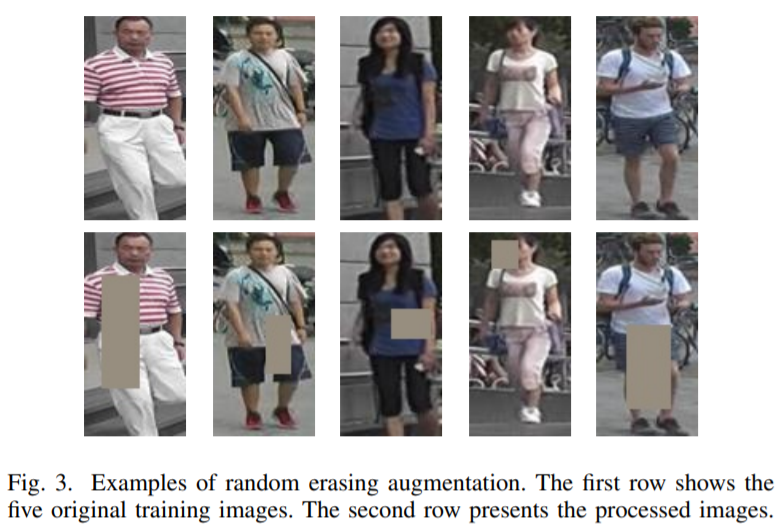 Fig. 3. Examples of random erasing augmentation. The first row shows the
five original training images. The second row presents the processed images.